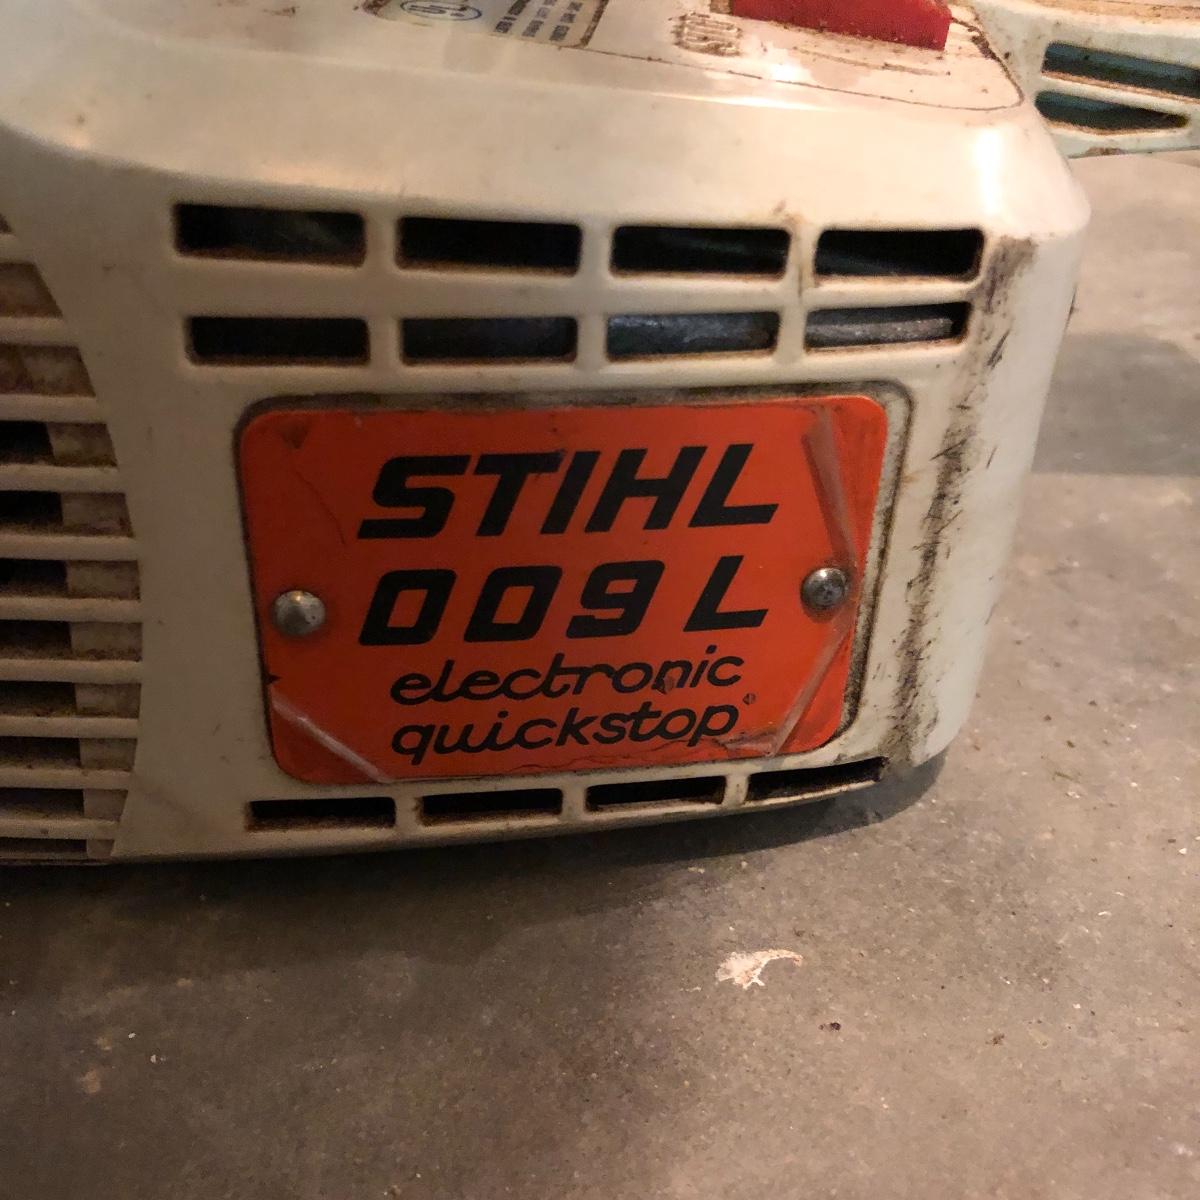 STIHL
009 L
electronic
quickstop